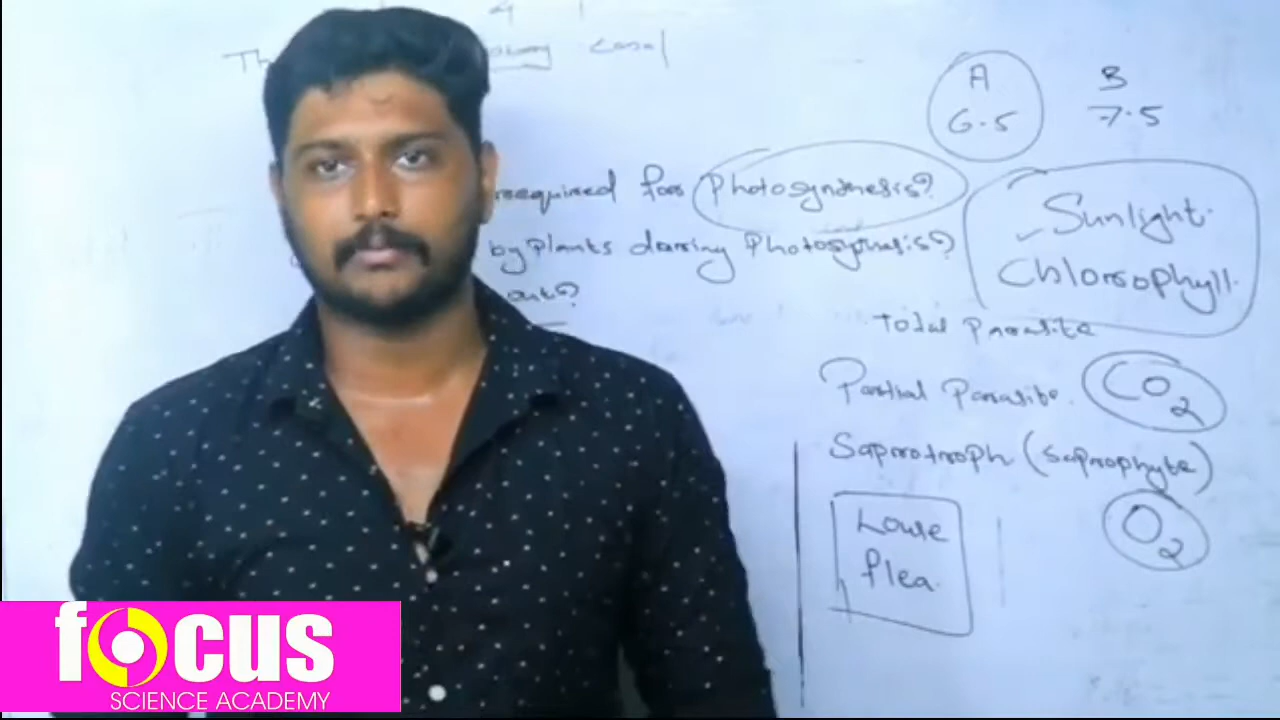 A B
6.5 7.5
required for Photosynthesis?
Sunlight.
by Plants during Photosythesis?
Chlorophyll.
Total Parasite
Partial Parasite.
CO2
Saprotroph (saprophyte)
Louse
O2
flea.
focus
SCIENCE ACADEMY